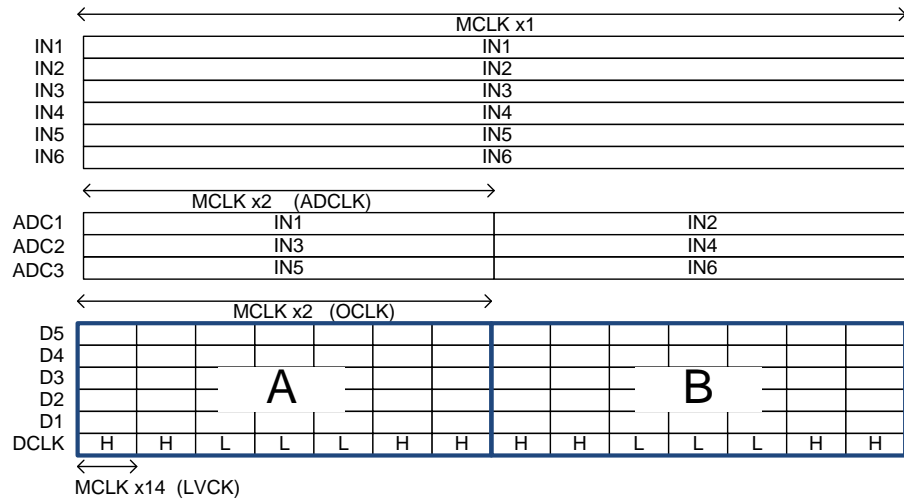 MCLK x1
IN1 IN1
IN2 IN2
IN3 IN3
IN4 IN4
IN5 IN5
IN6 IN6
MCLK x2 (ADCLK)
ADC1 IN1 IN2
ADC2 IN3 IN4
ADC3 IN5 IN6
MCLK x2 (OCLK)
D5
D4
D3
A B
D2
D1
DCLK H H L L L H H H H L L L H H
MCLK x14 (LVCK)